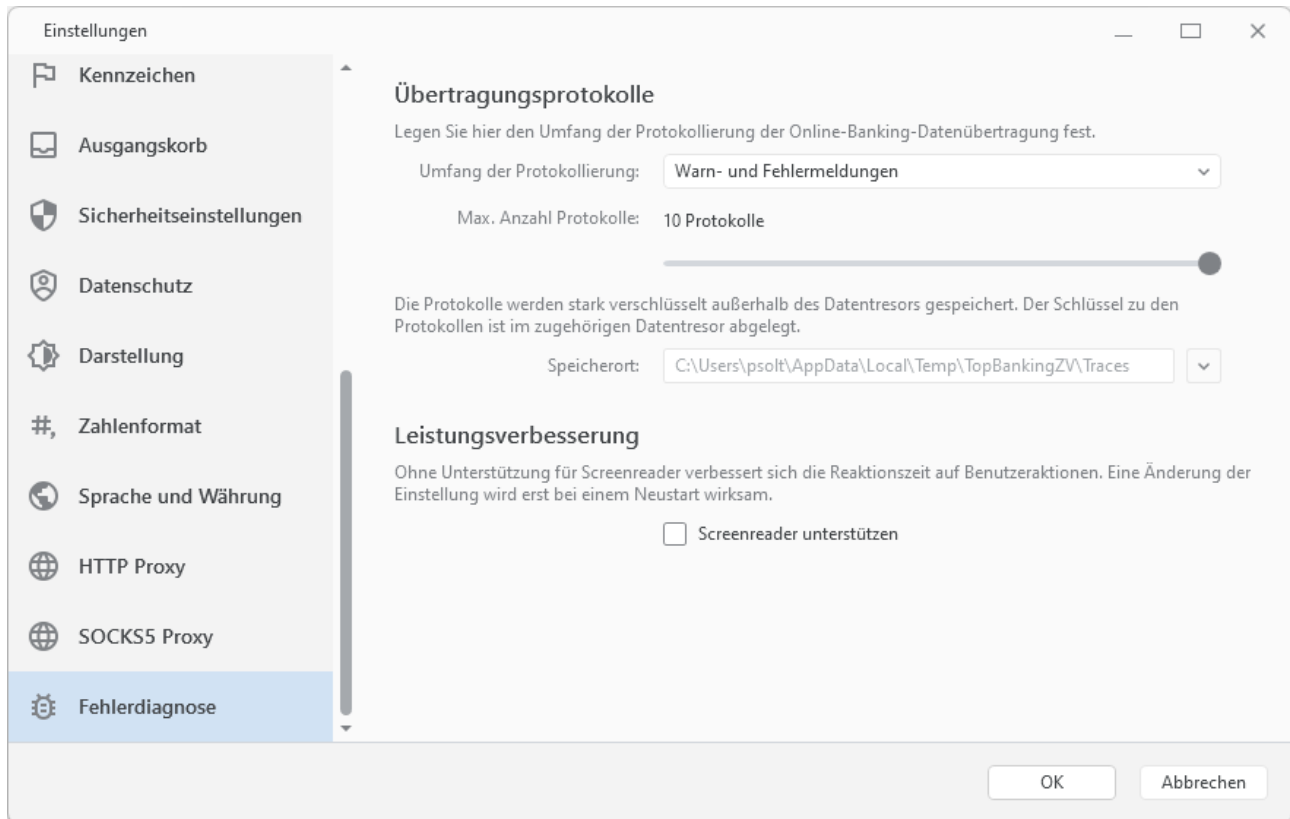 Einstellungen
Kennzeichen
Ausgangskorb
Sicherheitseinstellungen
Datenschutz
Darstellung
Zahlenformat
Sprache und Währung
HTTP Proxy
SOCKS5 Proxy
Fehlerdiagnose
Übertragungsprotokolle
Legen Sie hier den Umfang der Protokollierung der Online-Banking-Datenübertragung fest.
Umfang der Protokollierung: Warn- und Fehlermeldungen
Max. Anzahl Protokolle: 10 Protokolle
Die Protokolle werden stark verschlüsselt außerhalb des Datentresors gespeichert. Der Schlüssel zu den
Protokollen ist im zugehörigen Datentresor abgelegt.
Speicherort: C:\Users\psolt\AppData\Local\Temp\TopBankingZV\Traces
Leistungsverbesserung
Ohne Unterstützung für Screenreader verbessert sich die Reaktionszeit auf Benutzeraktionen. Eine Änderung der
Einstellung wird erst bei einem Neustart wirksam.
Screenreader unterstützen
OK Abbrechen